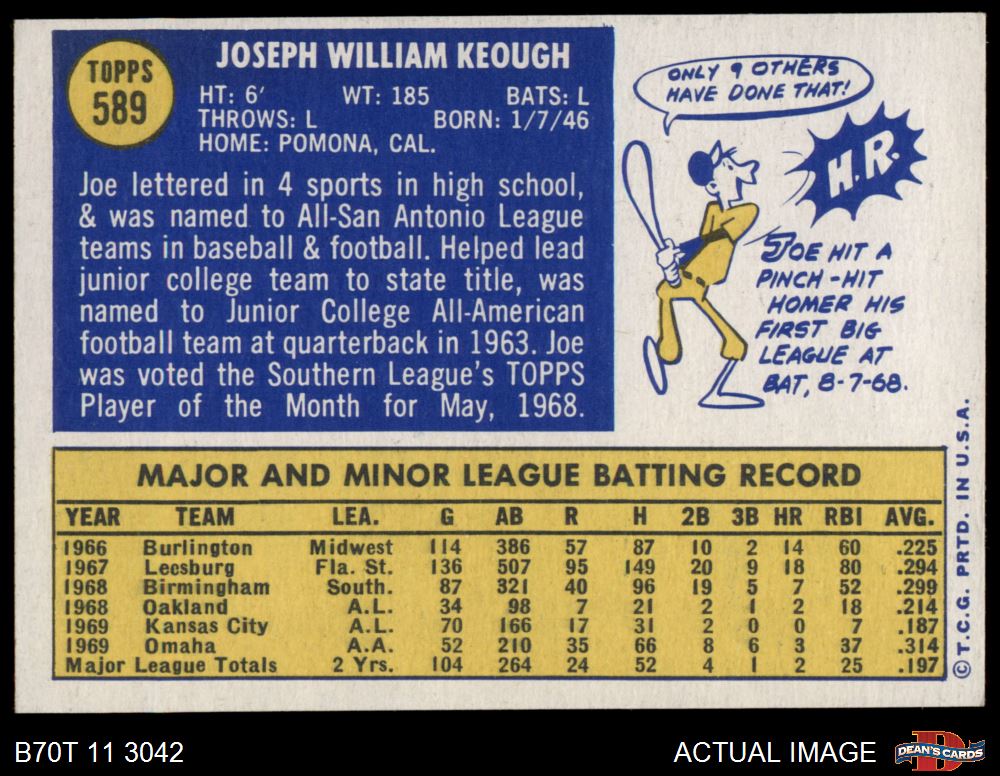 TOPPS
589
JOSEPH WILLIAM KEOUGH
HT: 6' WT: 185 BATS: L
THROWS: L BORN: 1/7/46
HOME: POMONA, CAL.
Joe lettered in 4 sports in high school,
& was named to All-San Antonio League
teams in baseball & football. Helped lead
junior college team to state title, was
named to Junior College All-American
football team at quarterback in 1963. Joe
was voted the Southern League's TOPPS
Player of the Month for May, 1968.
ONLY 9 OTHERS
HAVE DONE THAT!
H.R.
JOE HIT A
PINCH-HIT
HOMER HIS
FIRST BIG
LEAGUE AT
BAT, 8-7-68.
MAJOR AND MINOR LEAGUE BATTING RECORD
YEAR TEAM LEA. G AB R H 2B 3B HR RBI AVG.
1966 Burlington Midwest 114 386 57 87 10 2 14 60 .225
1967 Leesburg Fla. St. 136 507 95 149 20 9 18 80 .294
1968 Birmingham South. 87 321 40 96 19 5 7 52 .299
1968 Oakland A.L. 34 98 7 21 2 1 2 18 .214
1969 Kansas City A.L. 70 166 17 31 2 0 0 7 .187
1969 Omaha A.A. 52 210 35 66 8 6 3 37 .314
Major League Totals 2 Yrs. 104 264 24 52 4 1 2 25 .197
© T.C.G. PRTD. IN U.S.A.
B70T 11 3042
ACTUAL IMAGE
D
DEAN'S CARDS